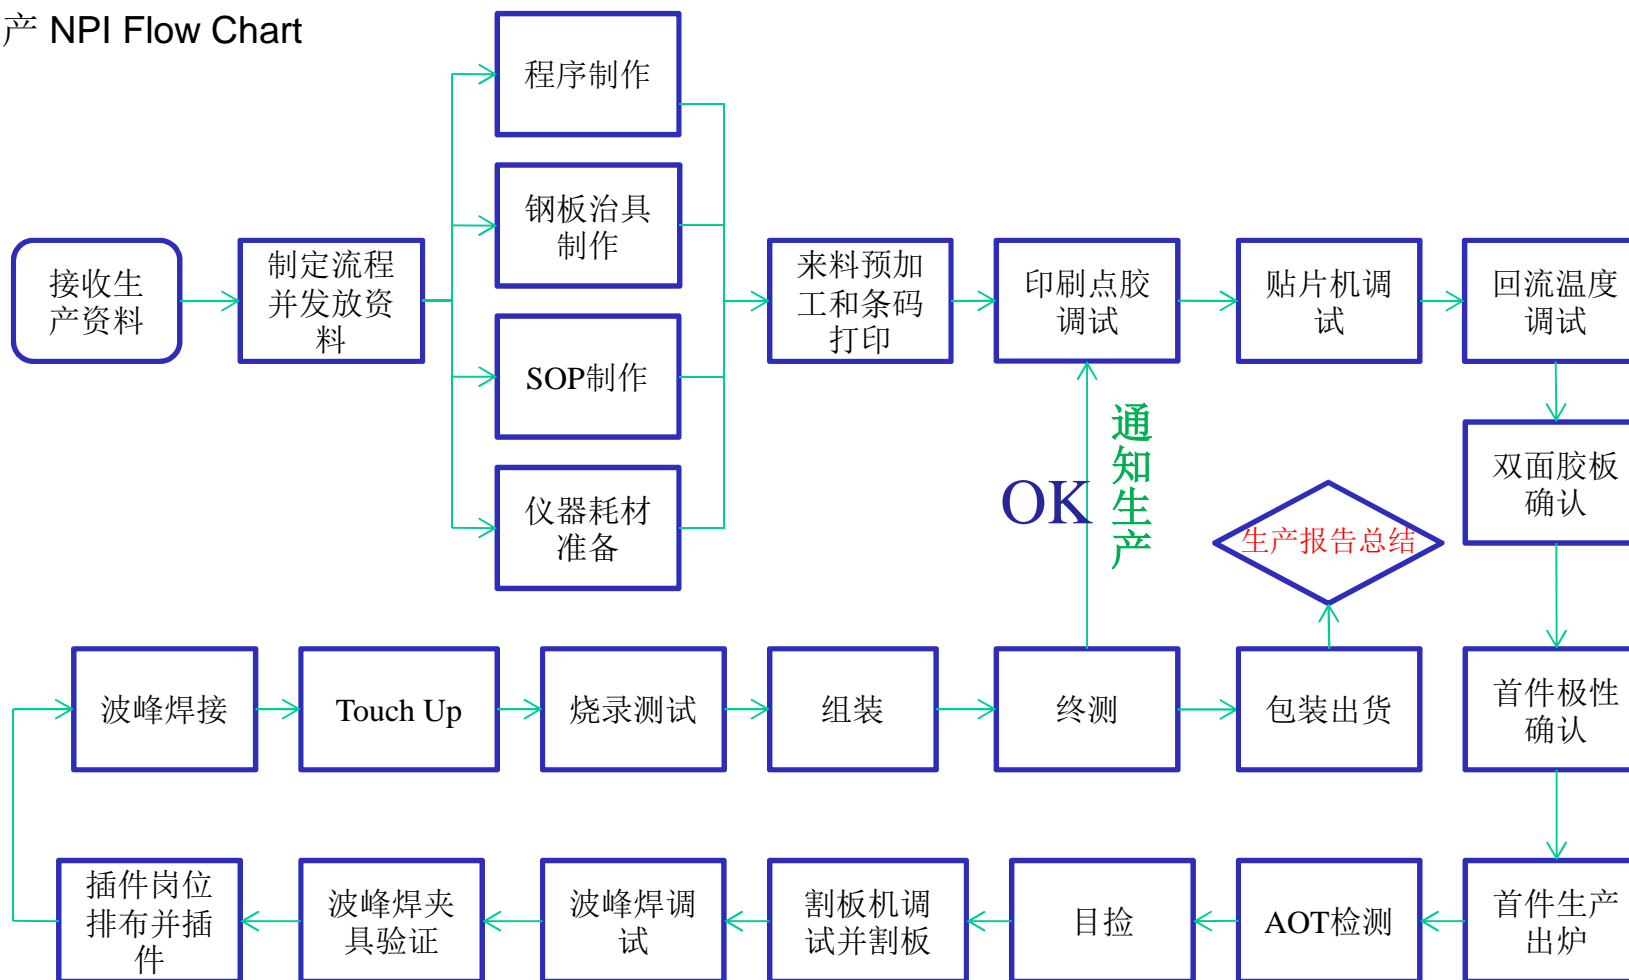 产 NPI Flow Chart
程序制作
钢板治具
制作
SOP制作
仪器耗材
准备
接收生
产资料
制定流程
并发放资
料
来料预加
工和条码
打印
印刷点胶
调试
贴片机调
试
回流温度
调试
双面胶板
确认
OK
通
知
生
产
生产报告总结
波峰焊接
Touch Up
烧录测试
组装
终测
包装出货
首件极性
确认
插件岗位
排布并插
件
波峰焊夹
具验证
波峰焊调
试
割板机调
试并割板
目捡
AOT检测
首件生产
出炉